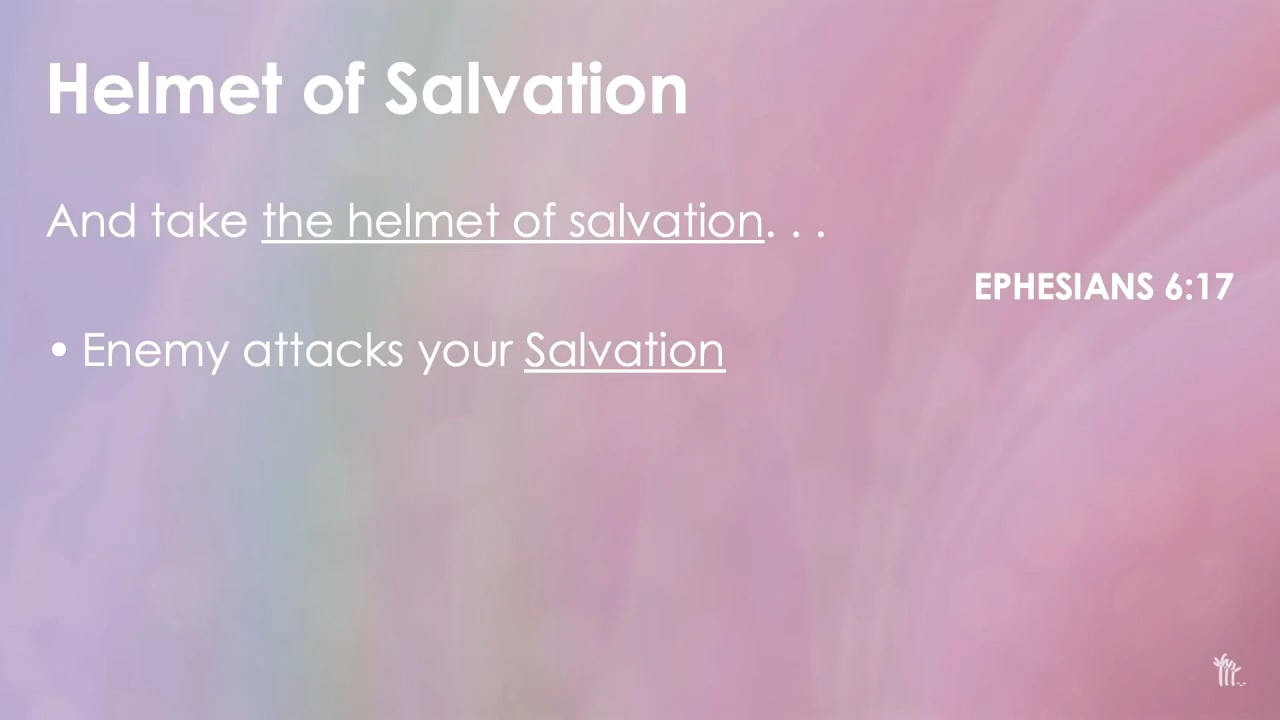 Helmet of Salvation
And take the helmet of salvation. . .
EPHESIANS 6:17
• Enemy attacks your Salvation